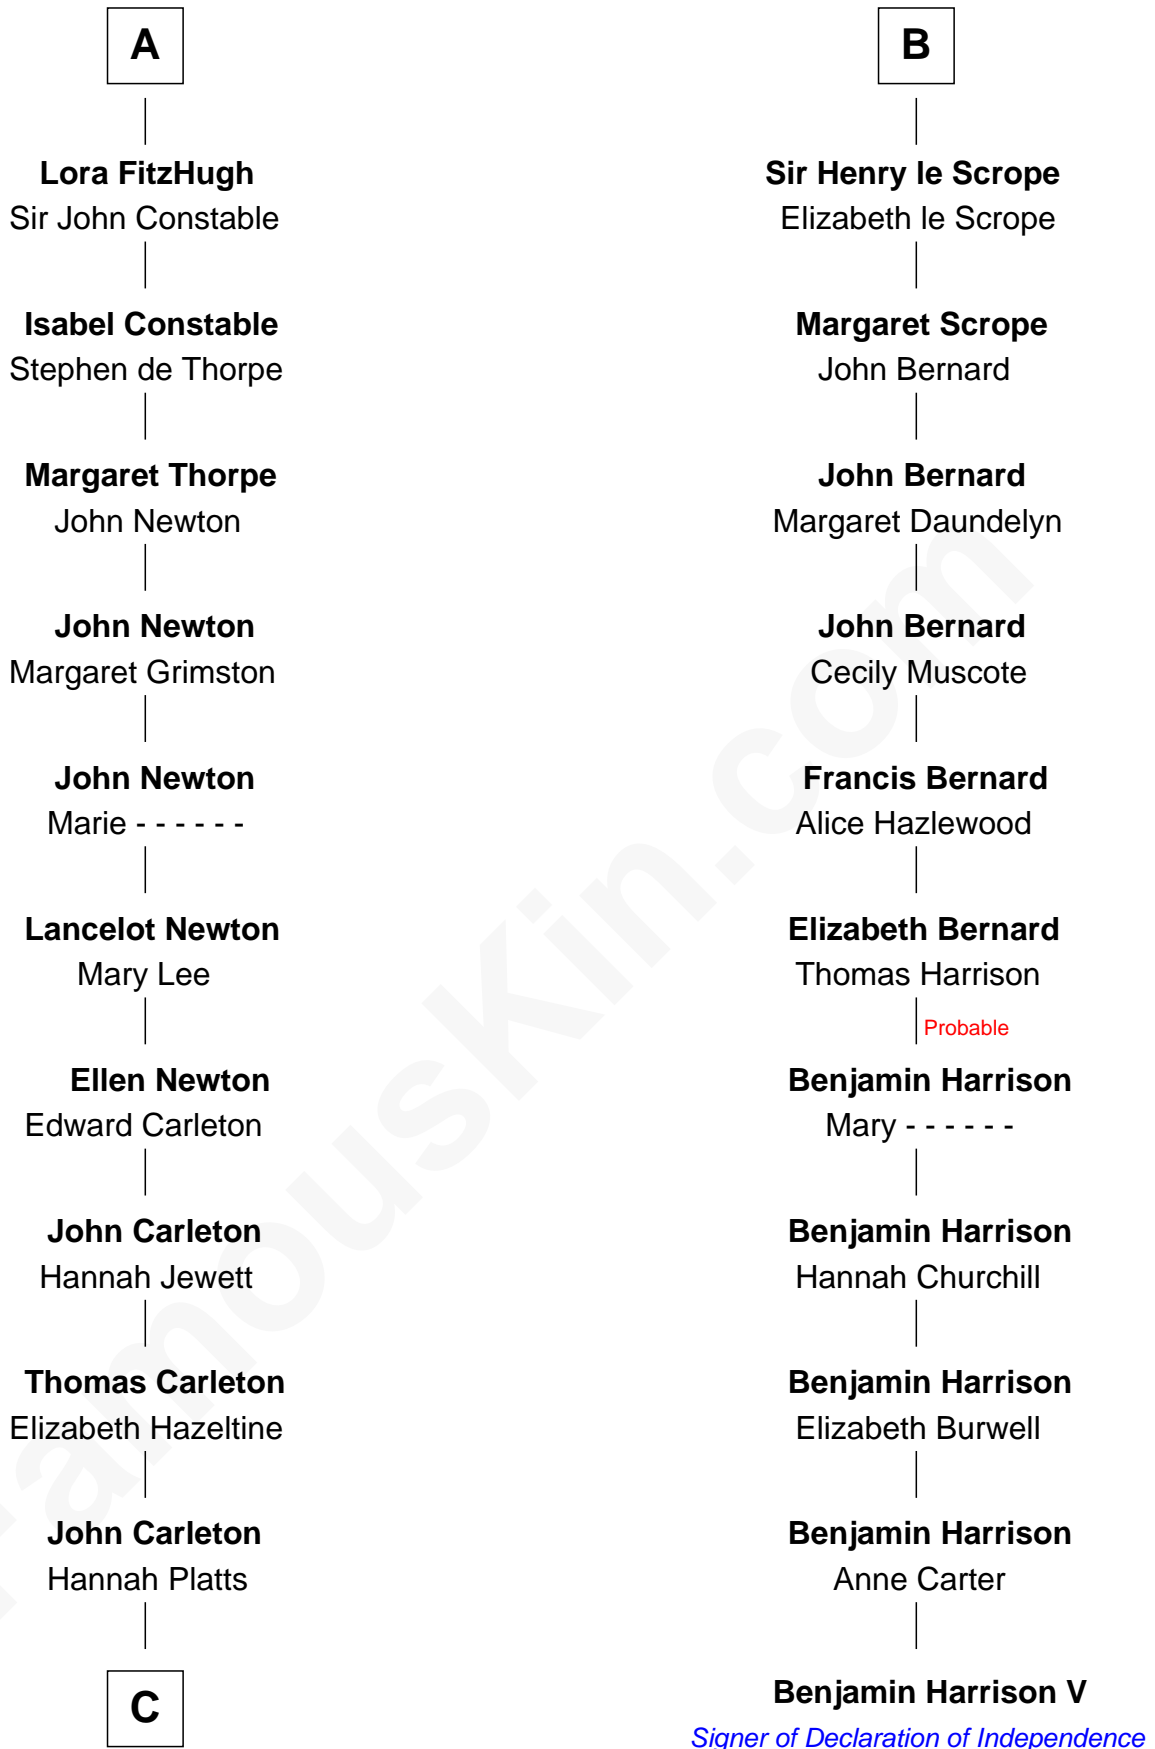 A
Lora FitzHugh
Sir John Constable
Isabel Constable
Stephen de Thorpe
Margaret Thorpe
John Newton
John Newton
Margaret Grimston
John Newton
Marie - - - - - -
Lancelot Newton
Mary Lee
Ellen Newton
Edward Carleton
John Carleton
Hannah Jewett
Thomas Carleton
Elizabeth Hazeltine
John Carleton
Hannah Platts
C
B
Sir Henry le Scrope
Elizabeth le Scrope
Margaret Scrope
John Bernard
John Bernard
Margaret Daundelyn
John Bernard
Cecily Muscote
Francis Bernard
Alice Hazlewood
Elizabeth Bernard
Thomas Harrison
Probable
Benjamin Harrison
Mary - - - - - -
Benjamin Harrison
Hannah Churchill
Benjamin Harrison
Elizabeth Burwell
Benjamin Harrison
Anne Carter
Benjamin Harrison V
Signer of Declaration of Independence
FamousKin.com